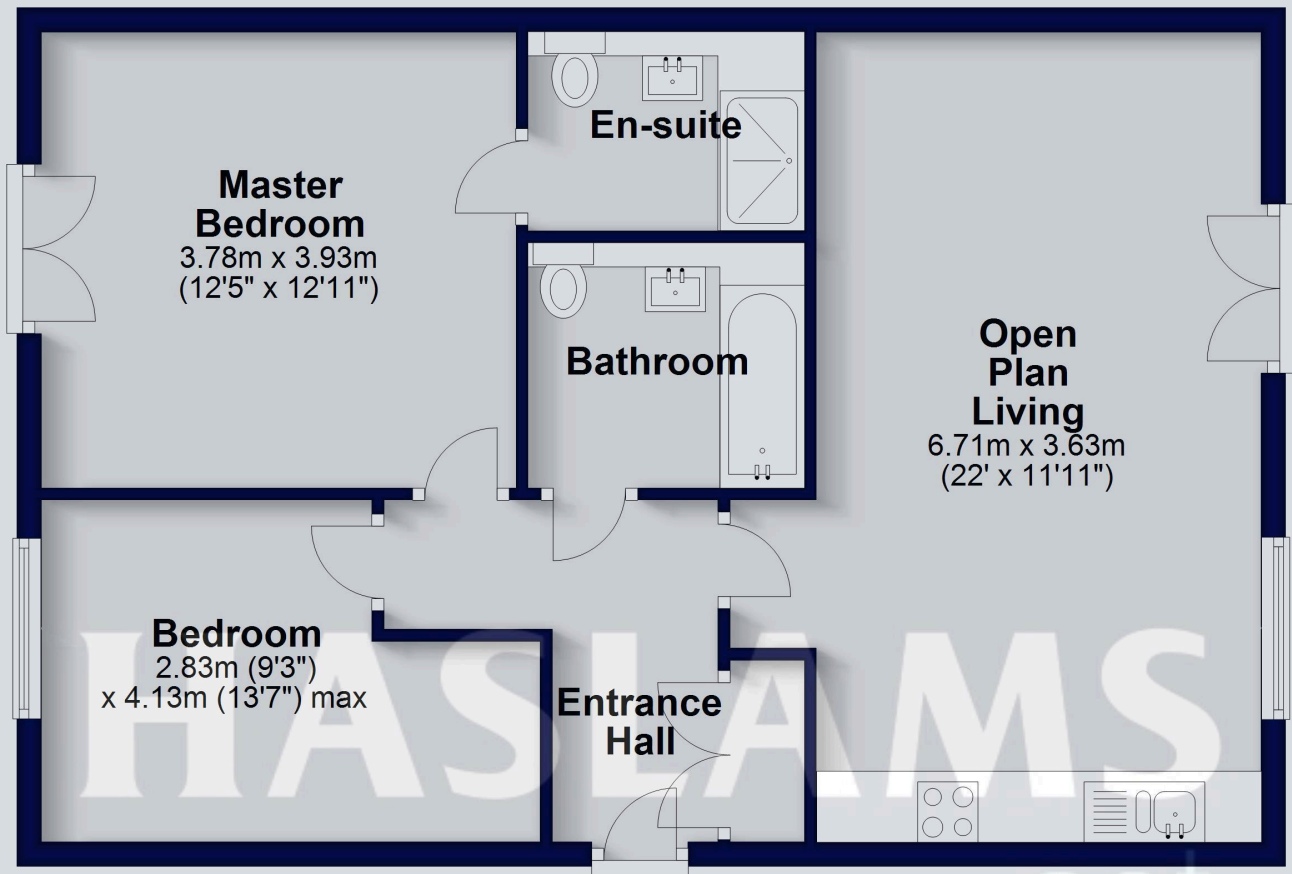 En-suite
Master
Bedroom
3.78m x 3.93m
(12'5" x 12'11")
Bathroom
Open
Plan
Living
6.71m x 3.63m
(22' x 11'11")
Bedroom
2.83m (9'3")
x 4.13m (13'7") max
Entrance
Hall
HASLAMS